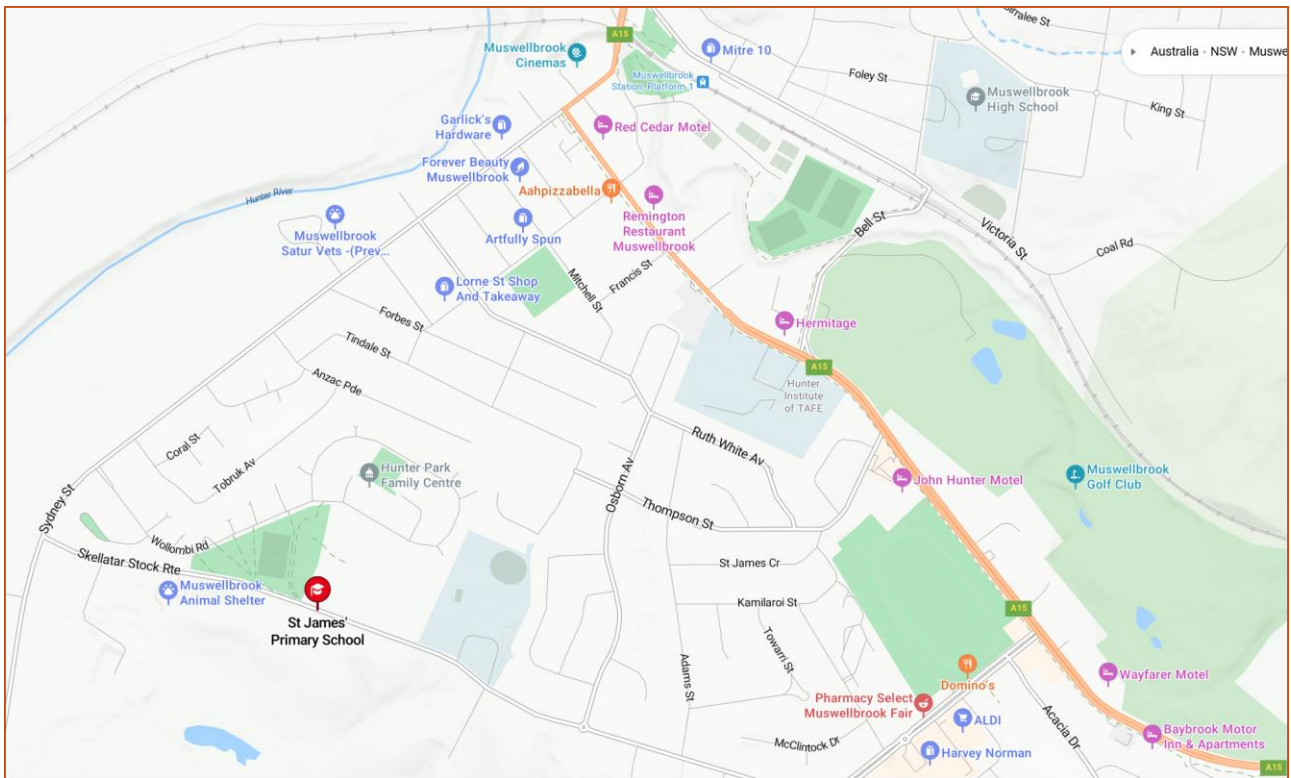 Birralee St
A15
Muswellbrook
Cinemas
Mitre 10
Australia - NSW - Muswe
Foley St
Muswellbrook
Station, Platform 1
Muswellbrook
High School
King St
Garlick's
Hardware
Red Cedar Motel
Forever Beauty
Muswellbrook
Aahpizzabella
Hunter River
Remington
Restaurant
Muswellbrook
Bell St
Victoria St
Coal Rd
Muswellbrook
Satur Vets -(Prev...
Artfully Spun
Lorne St Shop
And Takeaway
Mitchell St
Francis St
Forbes St
Hermitage
Tindale St
A15
Anzac Pde
Hunter
Institute
of TAFE
Coral St
Ruth White Av
Hunter Park
Family Centre
Tobruk Av
Osborn Av
John Hunter Motel
Muswellbrook
Golf Club
Sydney St
Thompson St
Wollombi Rd
Skellatar Stock Rte
St James Cr
Muswellbrook
Animal Shelter
Kamilaroi St
A15
St James'
Primary School
Towarri St
Adams St
Domino's
Wayfarer Motel
Pharmacy Select
Muswellbrook Fair
ALDI
Acacia Dr
McClintock Dr
Harvey Norman
Baybrook Motor
Inn & Apartments
A15